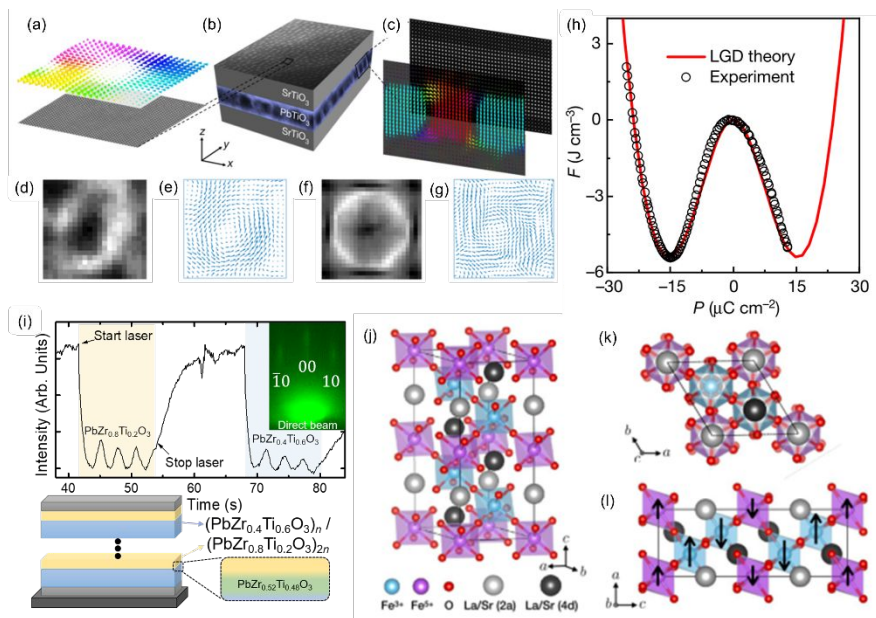 (a)
(b)
(c)
SrTiO₃
PbTiO₃
SrTiO₃
z
y
x
(d)
(e)
(f)
(g)
(h)
3
0
-3
-6
F (J cm⁻³)
LGD theory
Experiment
-30 -15 0 15 30
P (µC cm⁻²)
(i)
Intensity (Arb. Units)
Start laser
1̅0 00 10
Direct beam
PbZr₀.₈Ti₀.₂O₃
Stop laser
PbZr₀.₄Ti₀.₆O₃
40 50 60 70 80
Time (s)
(PbZr₀.₄Ti₀.₆O₃)ₙ /
(PbZr₀.₈Ti₀.₂O₃)₂ₙ
PbZr₀.₅₂Ti₀.₄₈O₃
(j)
c
a b
Fe³⁺ Fe⁵⁺ O La/Sr (2a) La/Sr (4d)
(k)
b
c a
(l)
a
b c